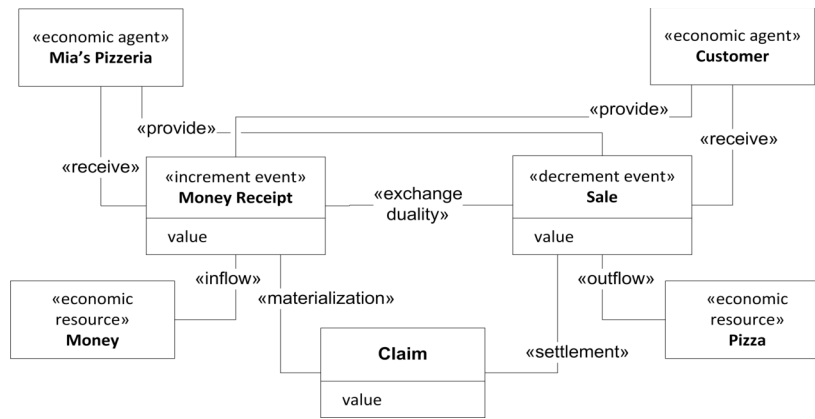 «economic agent»
Mia's Pizzeria
«economic agent»
Customer
«provide»
«provide»
«receive»
«receive»
«increment event»
Money Receipt
value
«exchange
duality»
«decrement event»
Sale
value
«inflow»
«outflow»
«materialization»
«economic
resource»
Money
«economic
resource»
Pizza
Claim
value
«settlement»